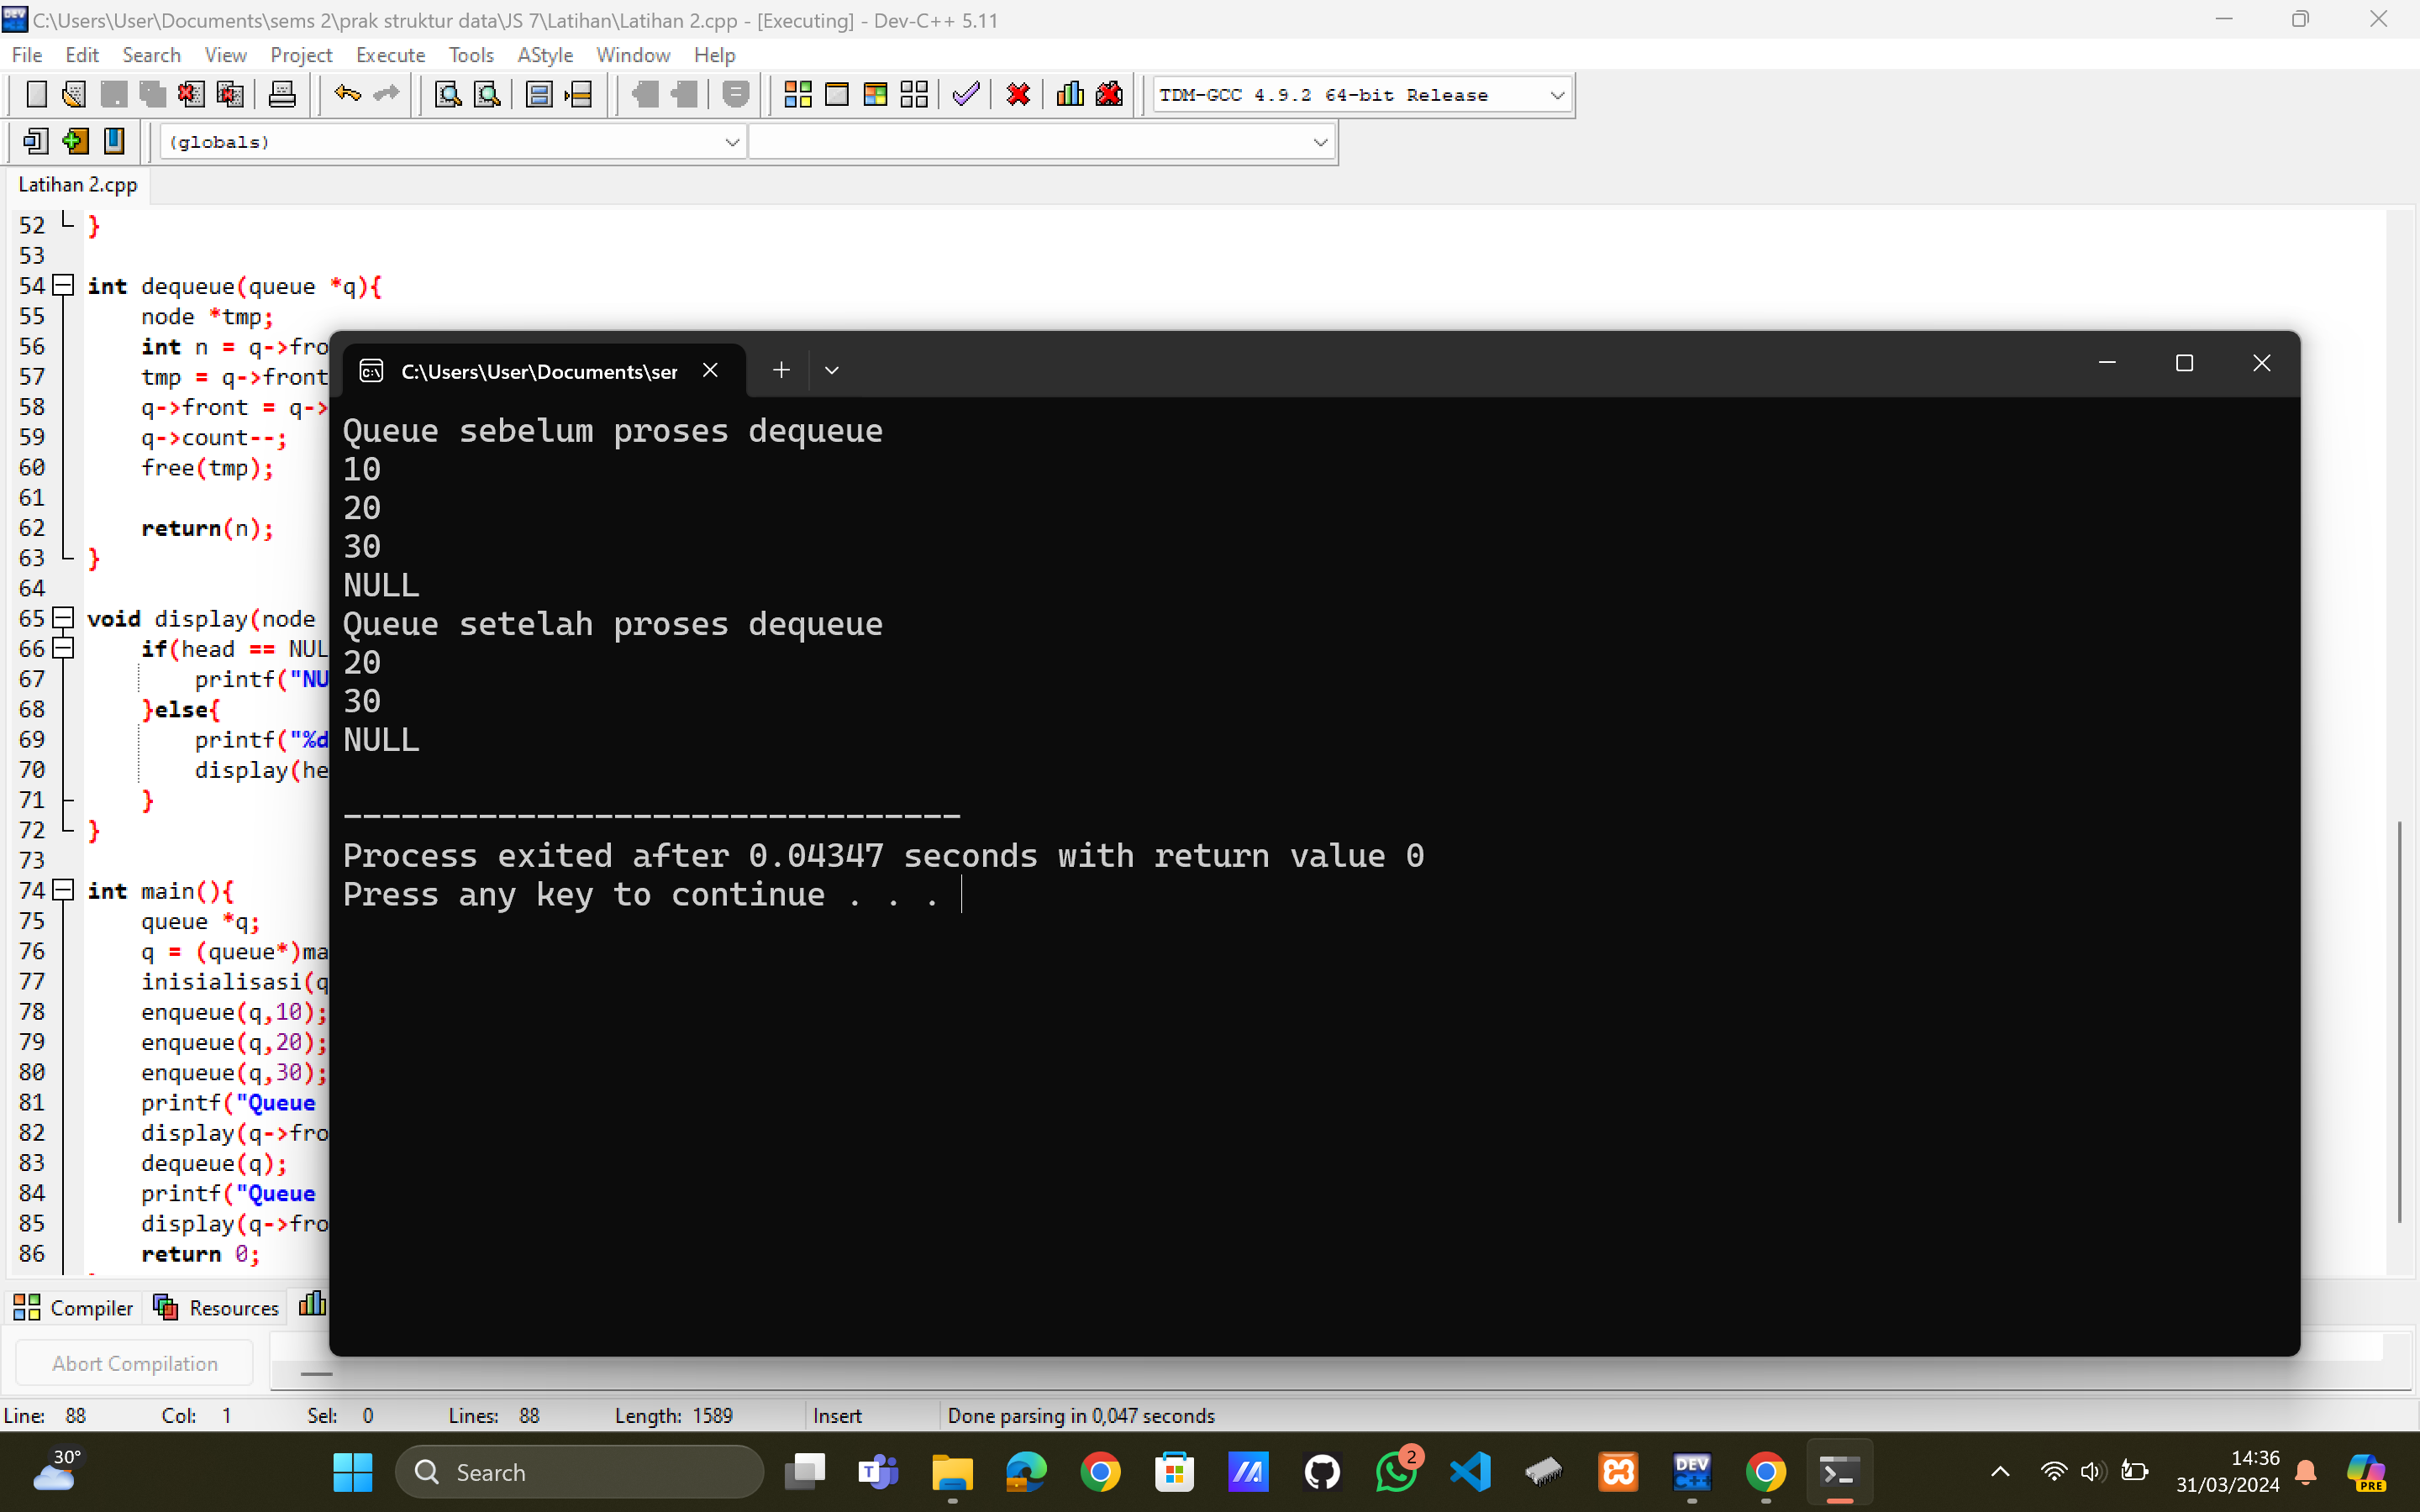 C:\Users\User\Documents\sems 2\prak struktur data\JS 7\Latihan\Latihan 2.cpp - [Executing] - Dev-C++ 5.11
File Edit Search View Project Execute Tools AStyle Window Help
TDM-GCC 4.9.2 64-bit Release
(globals)
Latihan 2.cpp
52 }
53
54 int dequeue(queue *q){
55 node *tmp;
56 int n = q->fro
57 tmp = q->front
58 q->front = q->
59 q->count--;
60 free(tmp);
61
62 return(n);
63 }
64
65 void display(node
66 if(head == NUL
67 printf("NU
68 }else{
69 printf("%d
70 display(he
71 }
72 }
73
74 int main(){
75 queue *q;
76 q = (queue*)ma
77 inisialisasi(q
78 enqueue(q,10);
79 enqueue(q,20);
80 enqueue(q,30);
81 printf("Queue
82 display(q->fro
83 dequeue(q);
84 printf("Queue
85 display(q->fro
86 return 0;
C:\Users\User\Documents\ser
Queue sebelum proses dequeue
10
20
30
NULL
Queue setelah proses dequeue
20
30
NULL
--------------------------------
Process exited after 0.04347 seconds with return value 0
Press any key to continue . . .
Compiler Resources
Abort Compilation
Line: 88 Col: 1 Sel: 0 Lines: 88 Length: 1589 Insert Done parsing in 0,047 seconds
30°
Search
2
DEV
PRE
14:36
31/03/2024